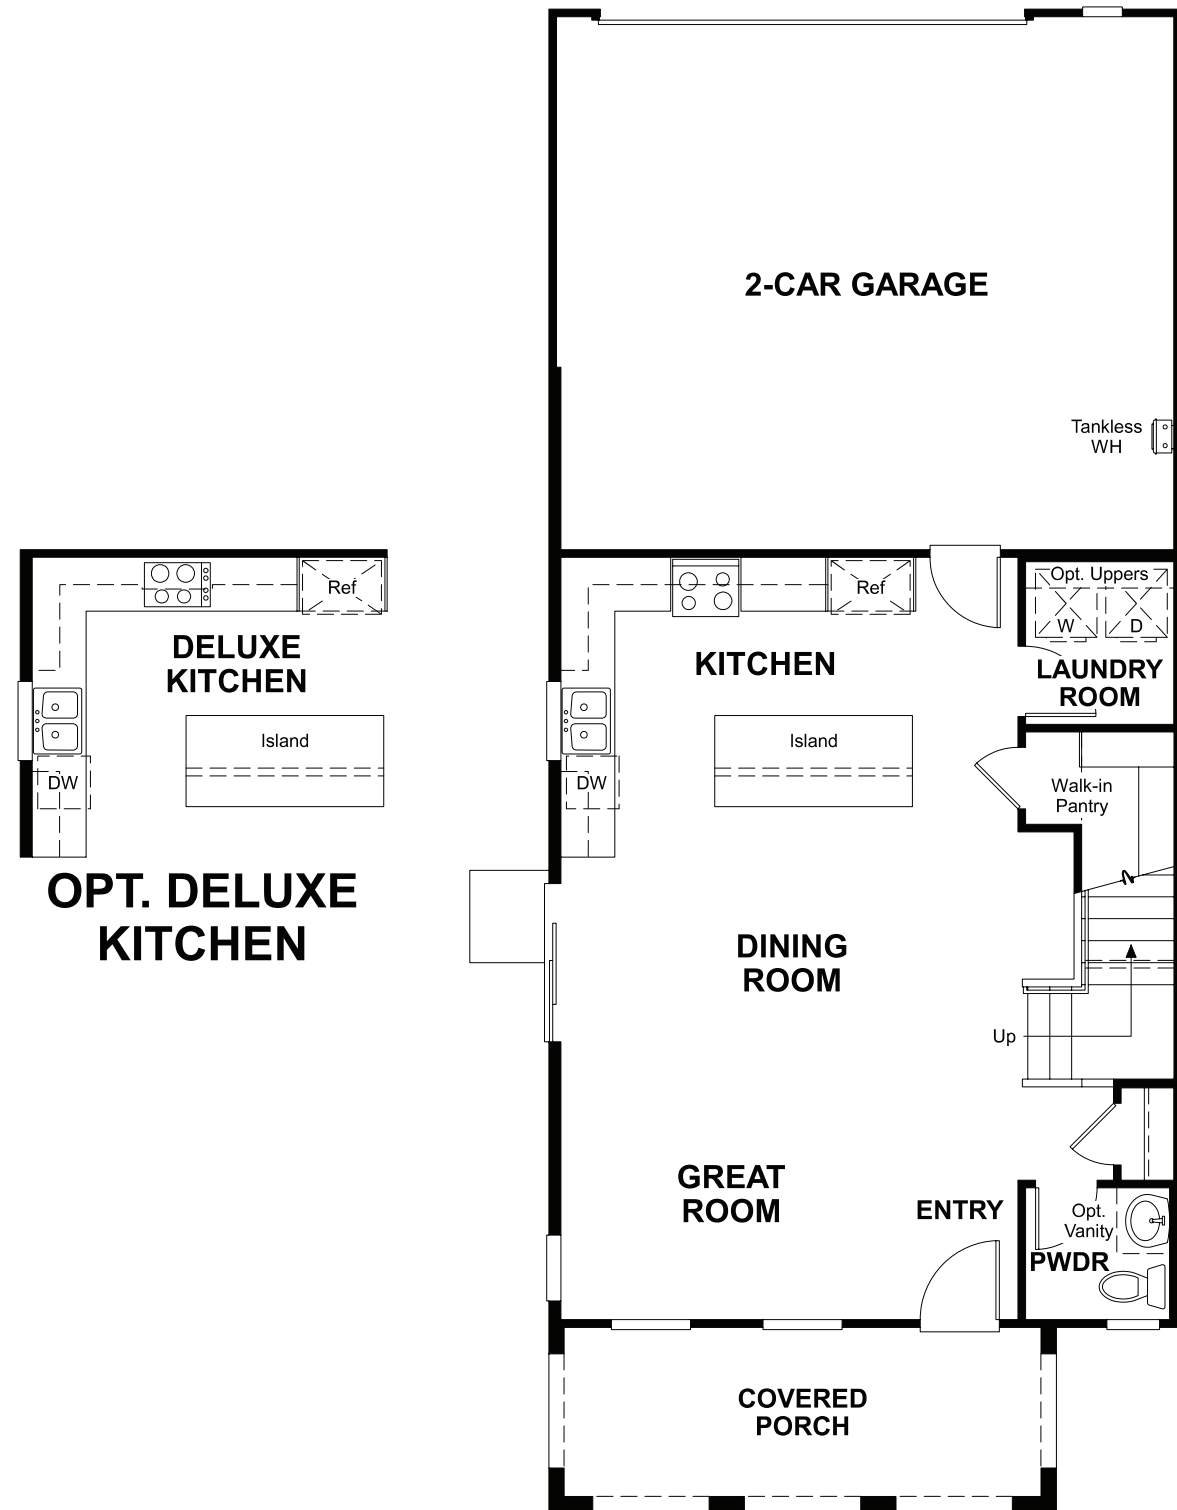 2-CAR GARAGE
Tankless
WH
Ref
DELUXE
KITCHEN
Island
DW
OPT. DELUXE
KITCHEN
Ref
Opt. Uppers
W
D
KITCHEN
LAUNDRY
ROOM
Island
DW
Walk-in
Pantry
DINING
ROOM
Up
GREAT
ROOM
ENTRY
Opt.
Vanity
PWDR
COVERED
PORCH